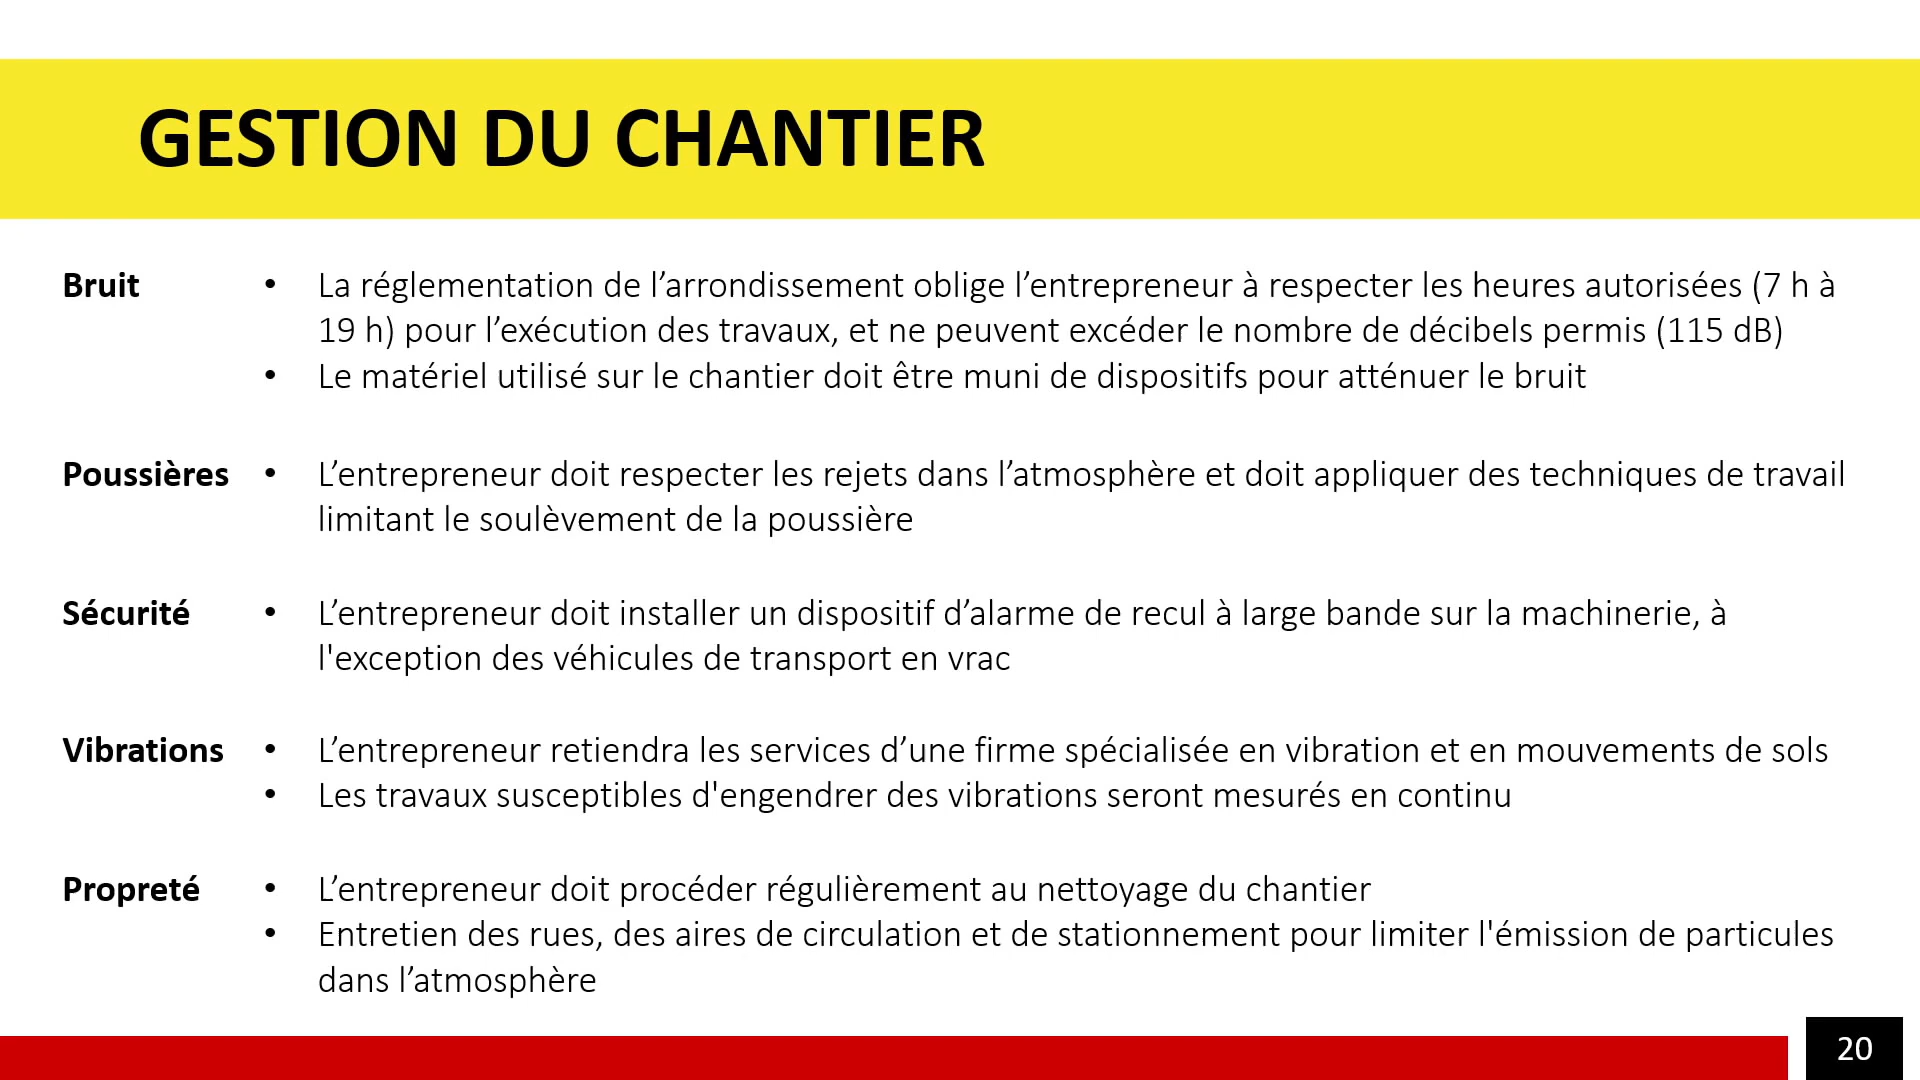 GESTION DU CHANTIER
Bruit • La réglementation de l’arrondissement oblige l’entrepreneur à respecter les heures autorisées (7 h à
19 h) pour l’exécution des travaux, et ne peuvent excéder le nombre de décibels permis (115 dB)
• Le matériel utilisé sur le chantier doit être muni de dispositifs pour atténuer le bruit
Poussières • L’entrepreneur doit respecter les rejets dans l’atmosphère et doit appliquer des techniques de travail
limitant le soulèvement de la poussière
Sécurité • L’entrepreneur doit installer un dispositif d’alarme de recul à large bande sur la machinerie, à
l'exception des véhicules de transport en vrac
Vibrations • L’entrepreneur retiendra les services d’une firme spécialisée en vibration et en mouvements de sols
• Les travaux susceptibles d'engendrer des vibrations seront mesurés en continu
Propreté • L’entrepreneur doit procéder régulièrement au nettoyage du chantier
• Entretien des rues, des aires de circulation et de stationnement pour limiter l'émission de particules
dans l’atmosphère
20